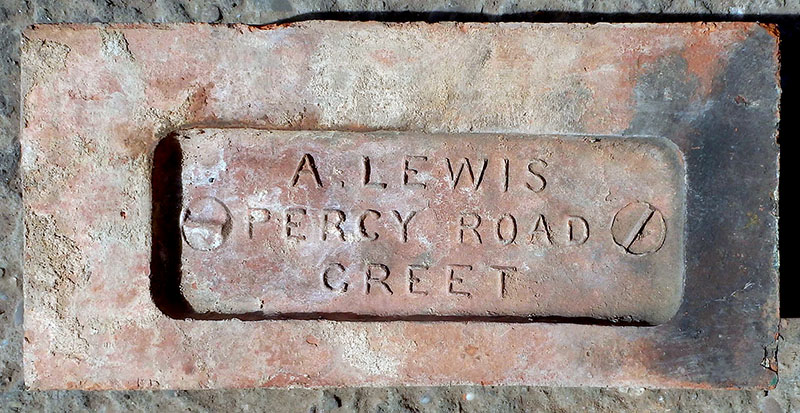 A. LEWIS
PERCY ROAD
GREET